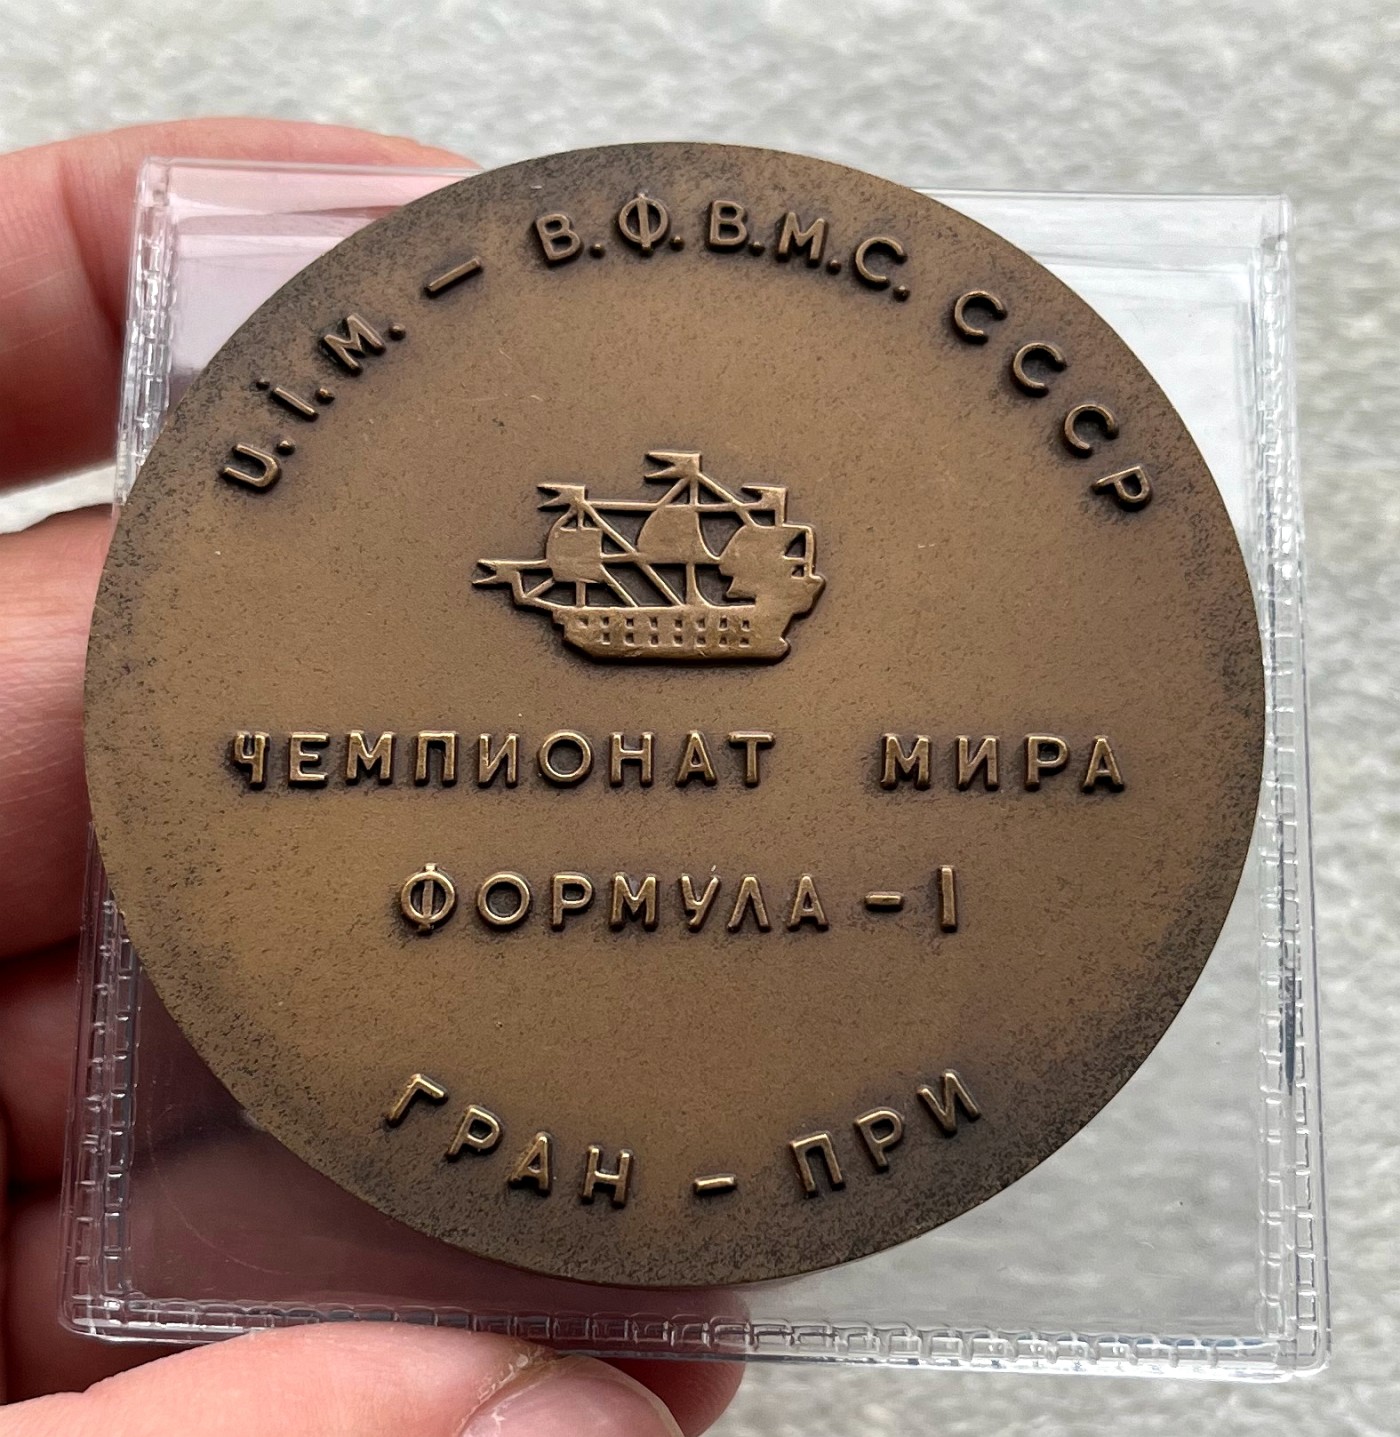 u.i.м. – В.Ф.В.М.С. СССР
ЧЕМПИОНАТ МИРА
ФОРМУЛА – 1
ГРАН – ПРИ